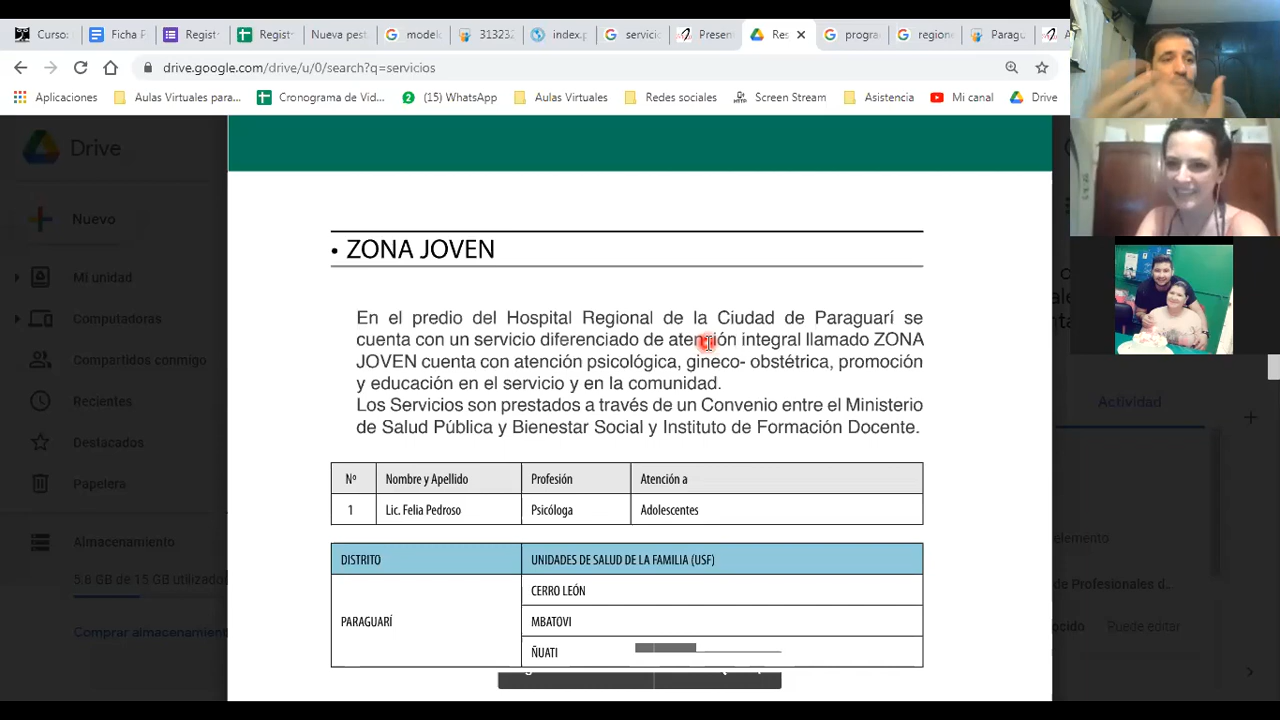 Curso:
Ficha P
Registr
Registr
Nueva pest
modelo
31323
index.p
servicio
Presen
Res
progra
regione
Paragu
drive.google.com/drive/u/0/search?q=servicios
Aplicaciones
Aulas Virtuales para...
Cronograma de Vid...
(15) WhatsApp
Aulas Virtuales
Redes sociales
Screen Stream
Asistencia
Mi canal
Drive
Drive
Nuevo
Mi unidad
Computadoras
Compartidos conmigo
Recientes
Destacados
Papelera
Almacenamiento
5.8 GB de 15 GB utilizado
Comprar almacenamient
• ZONA JOVEN
En el predio del Hospital Regional de la Ciudad de Paraguarí se
cuenta con un servicio diferenciado de atención integral llamado ZONA
JOVEN cuenta con atención psicológica, gineco- obstétrica, promoción
y educación en el servicio y en la comunidad.
Los Servicios son prestados a través de un Convenio entre el Ministerio
de Salud Pública y Bienestar Social y Instituto de Formación Docente.
Nº Nombre y Apellido Profesión Atención a
1 Lic. Felia Pedroso Psicóloga Adolescentes
DISTRITO UNIDADES DE SALUD DE LA FAMILIA (USF)
PARAGUARÍ
CERRO LEÓN
MBATOVI
ÑUATI
Actividad
elemento
de Profesionales d
Puede editar